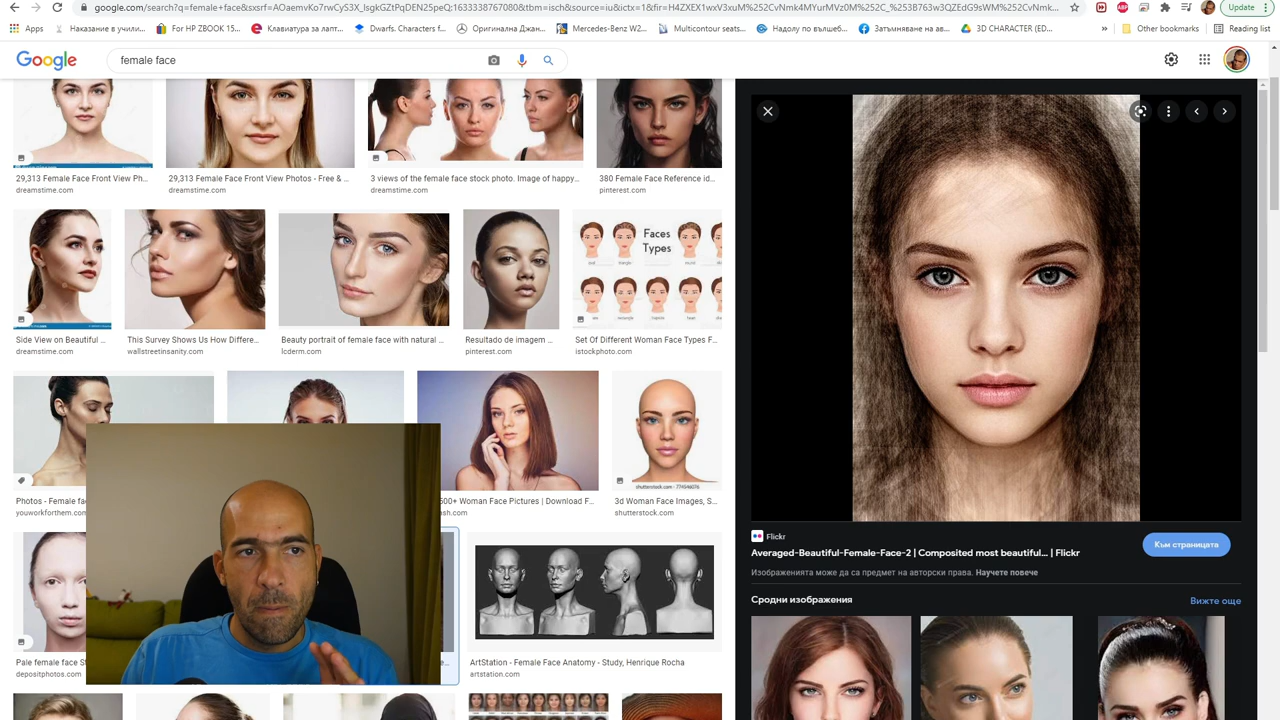 google.com/search?q=female+face&sxsrf=AOaemvKo7rwCyS3X_lsgkGZtPqDEN25peQ:1633338767080&tbm=isch&source=iu&ictx=1&fir=H4ZXEX1wxV3xuM%252C
Update
Apps
Наказание в учили...
For HP ZBOOK 15...
Клавиатура за лапт...
Dwarfs. Characters f...
Оригинална Джан...
Mercedes-Benz W2...
Multicontour seats...
Надолу по вълшеб...
Затъмняване на ав...
3D CHARACTER (ED...
»
Other bookmarks
Reading list
Google
female face
29,313 Female Face Front View Ph...
dreamstime.com
29,313 Female Face Front View Photos - Free & ...
dreamstime.com
3 views of the female face stock photo. Image of happy...
dreamstime.com
380 Female Face Reference id...
pinterest.com
Faces
Types
Side View on Beautiful ...
dreamstime.com
This Survey Shows Us How Differe...
wallstreetinsanity.com
Beauty portrait of female face with natural ...
lcderm.com
Resultado de imagem ...
pinterest.com
Set Of Different Woman Face Types F...
istockphoto.com
Photos - Female fa
youworkforthem.com
500+ Woman Face Pictures | Download F...
sh.com
3d Woman Face Images, S...
shutterstock.com
Pale female face St
depositphotos.com
ArtStation - Female Face Anatomy - Study, Henrique Rocha
artstation.com
Flickr
Averaged-Beautiful-Female-Face-2 | Composited most beautiful... | Flickr
Към страницата
Изображенията може да са предмет на авторски права. Научете повече
Сродни изображения
Вижте още